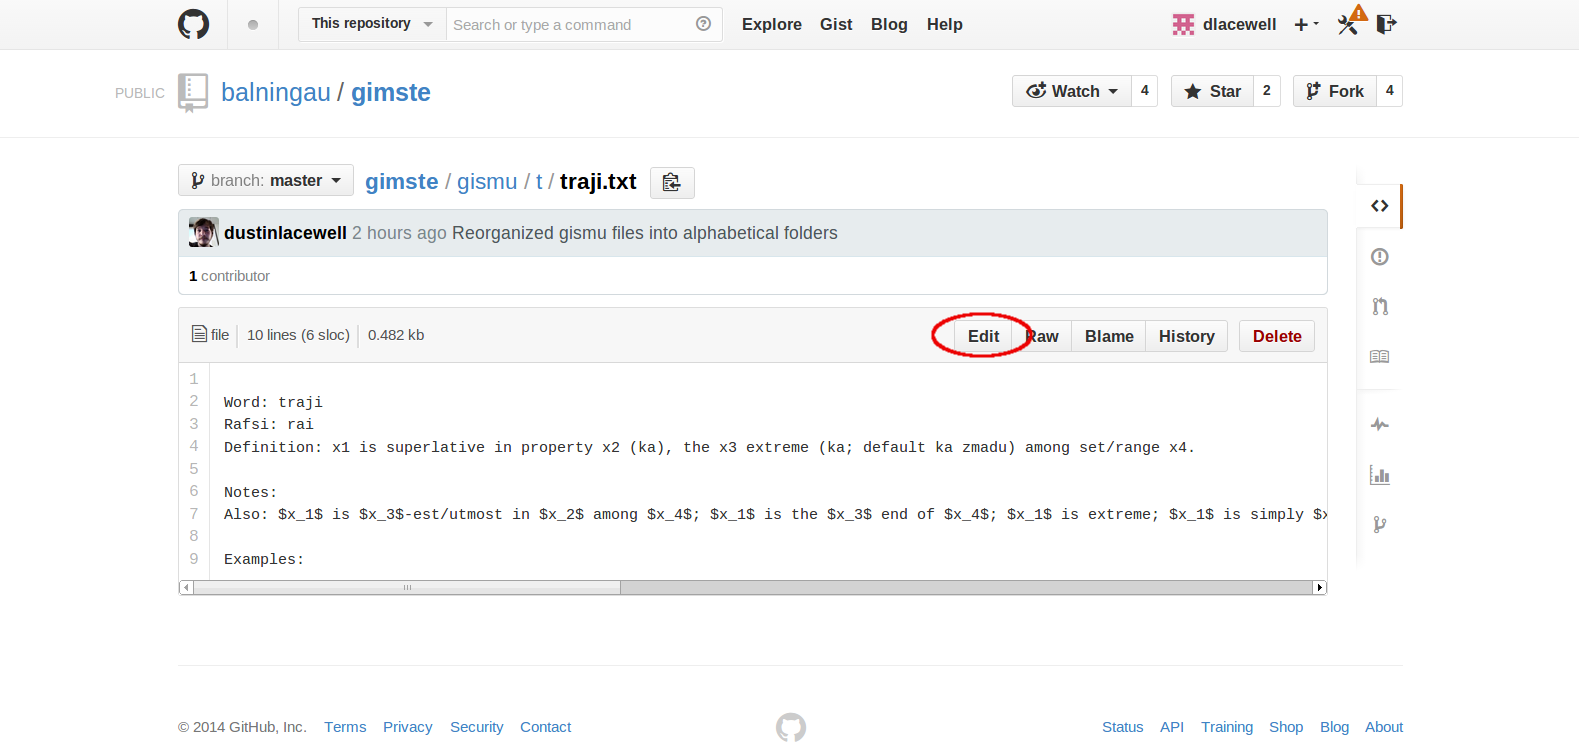 This repository Search or type a command Explore Gist Blog Help dlacewell
PUBLIC balningau / gimste Watch 4 Star 2 Fork 4
branch: master gimste / gismu / t / traji.txt
dustinlacewell 2 hours ago Reorganized gismu files into alphabetical folders
1 contributor
file 10 lines (6 sloc) 0.482 kb Edit Raw Blame History Delete
1
2 Word: traji
3 Rafsi: rai
4 Definition: x1 is superlative in property x2 (ka), the x3 extreme (ka; default ka zmadu) among set/range x4.
5
6 Notes:
7 Also: $x_1$ is $x_3$-est/utmost in $x_2$ among $x_4$; $x_1$ is the $x_3$ end of $x_4$; $x_1$ is extreme; $x_1$ is simply $x
8
9 Examples:
© 2014 GitHub, Inc. Terms Privacy Security Contact Status API Training Shop Blog About